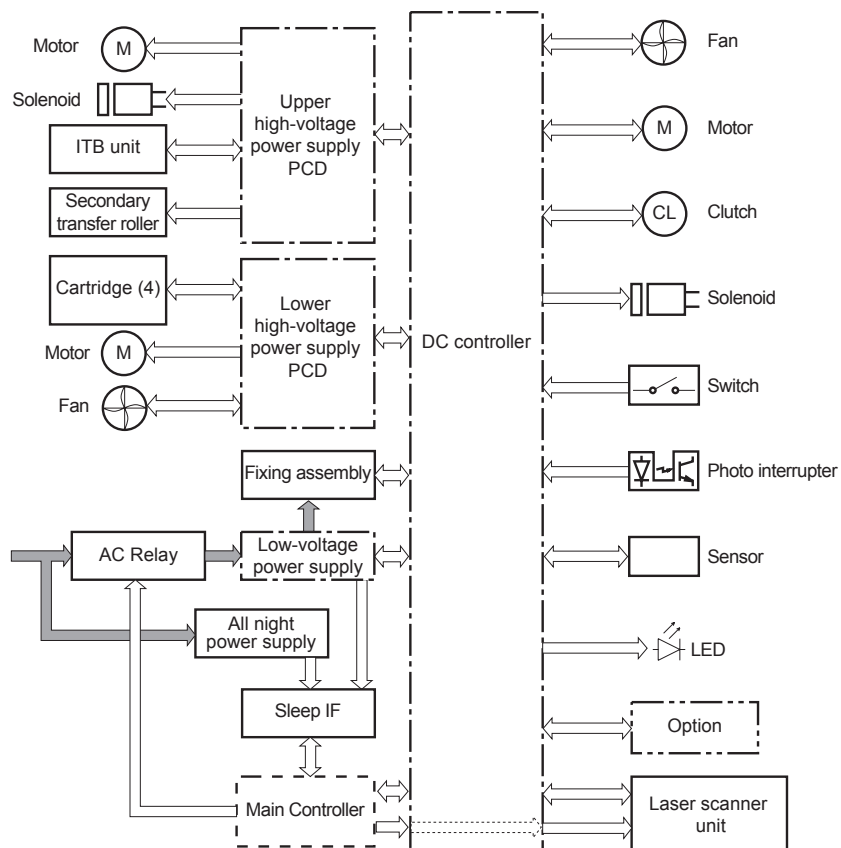 Motor
M
Solenoid
ITB unit
Secondary
transfer roller
Upper
high-voltage
power supply
PCD
Cartridge (4)
Motor
M
Fan
Lower
high-voltage
power supply
PCD
Fixing assembly
AC Relay
Low-voltage
power supply
All night
power supply
Sleep IF
Main Controller
DC controller
Fan
M
Motor
CL
Clutch
Solenoid
Switch
Photo interrupter
Sensor
LED
Option
Laser scanner
unit